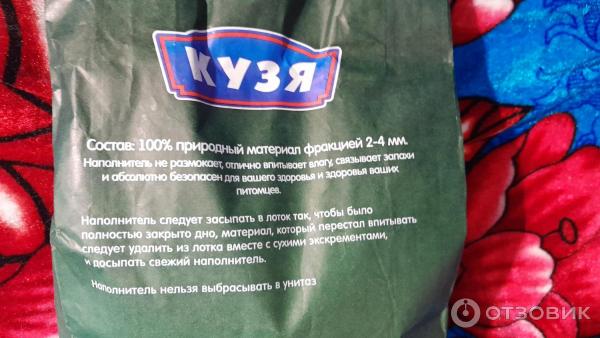 КУЗЯ
Состав: 100% природный материал фракцией 2-4 мм.
Наполнитель не размокает, отлично впитывает влагу, связывает запахи
и абсолютно безопасен для вашего здоровья и здоровья ваших
питомцев.
Наполнитель следует засыпать в лоток так, чтобы было
полностью закрыто дно, материал, который перестал впитывать
следует удалить из лотка вместе с сухими экскрементами,
и досыпать свежий наполнитель.
Наполнитель нельзя выбрасывать в унитаз
ОТЗОВИК